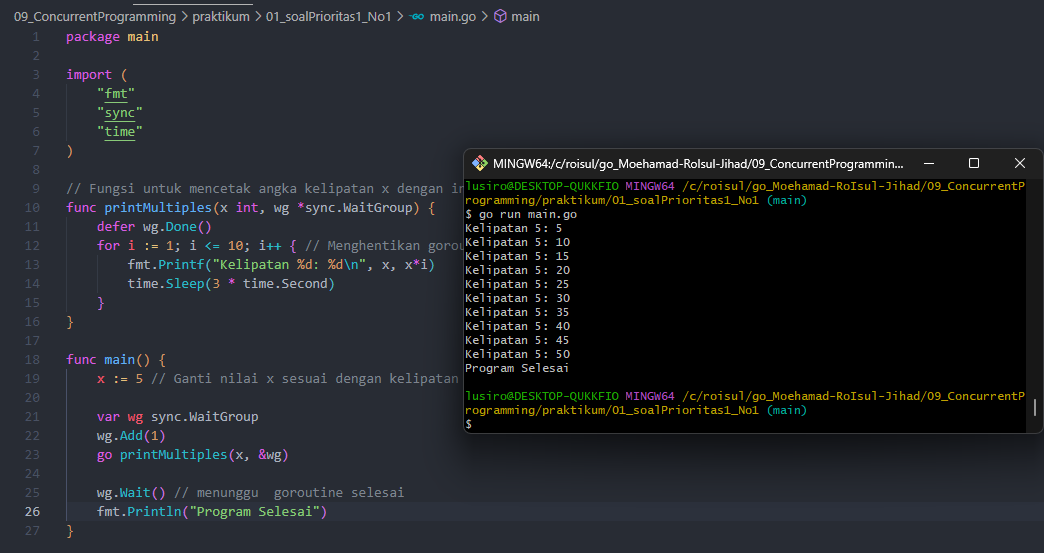 09_ConcurrentProgramming > praktikum > 01_soalPrioritas1_No1 > main.go > main
1 package main
2
3 import (
4 "fmt"
5 "sync"
6 "time"
7 )
8
9 // Fungsi untuk mencetak angka kelipatan x dengan in
10 func printMultiples(x int, wg *sync.WaitGroup) {
11 defer wg.Done()
12 for i := 1; i <= 10; i++ { // Menghentikan gorou
13 fmt.Printf("Kelipatan %d: %d\n", x, x*i)
14 time.Sleep(3 * time.Second)
15 }
16 }
17
18 func main() {
19 x := 5 // Ganti nilai x sesuai dengan kelipatan
20
21 var wg sync.WaitGroup
22 wg.Add(1)
23 go printMultiples(x, &wg)
24
25 wg.Wait() // menunggu  goroutine selesai
26 fmt.Println("Program Selesai")
27 }
MINGW64:/c/roisul/go_Moehamad-RoIsul-Jihad/09_ConcurrentProgrammin...
lusiro@DESKTOP-QUKKFIO MINGW64 /c/roisul/go_Moehamad-RoIsul-Jihad/09_ConcurrentP
rogramming/praktikum/01_soalPrioritas1_No1 (main)
$ go run main.go
Kelipatan 5: 5
Kelipatan 5: 10
Kelipatan 5: 15
Kelipatan 5: 20
Kelipatan 5: 25
Kelipatan 5: 30
Kelipatan 5: 35
Kelipatan 5: 40
Kelipatan 5: 45
Kelipatan 5: 50
Program Selesai
lusiro@DESKTOP-QUKKFIO MINGW64 /c/roisul/go_Moehamad-RoIsul-Jihad/09_ConcurrentP
rogramming/praktikum/01_soalPrioritas1_No1 (main)
$